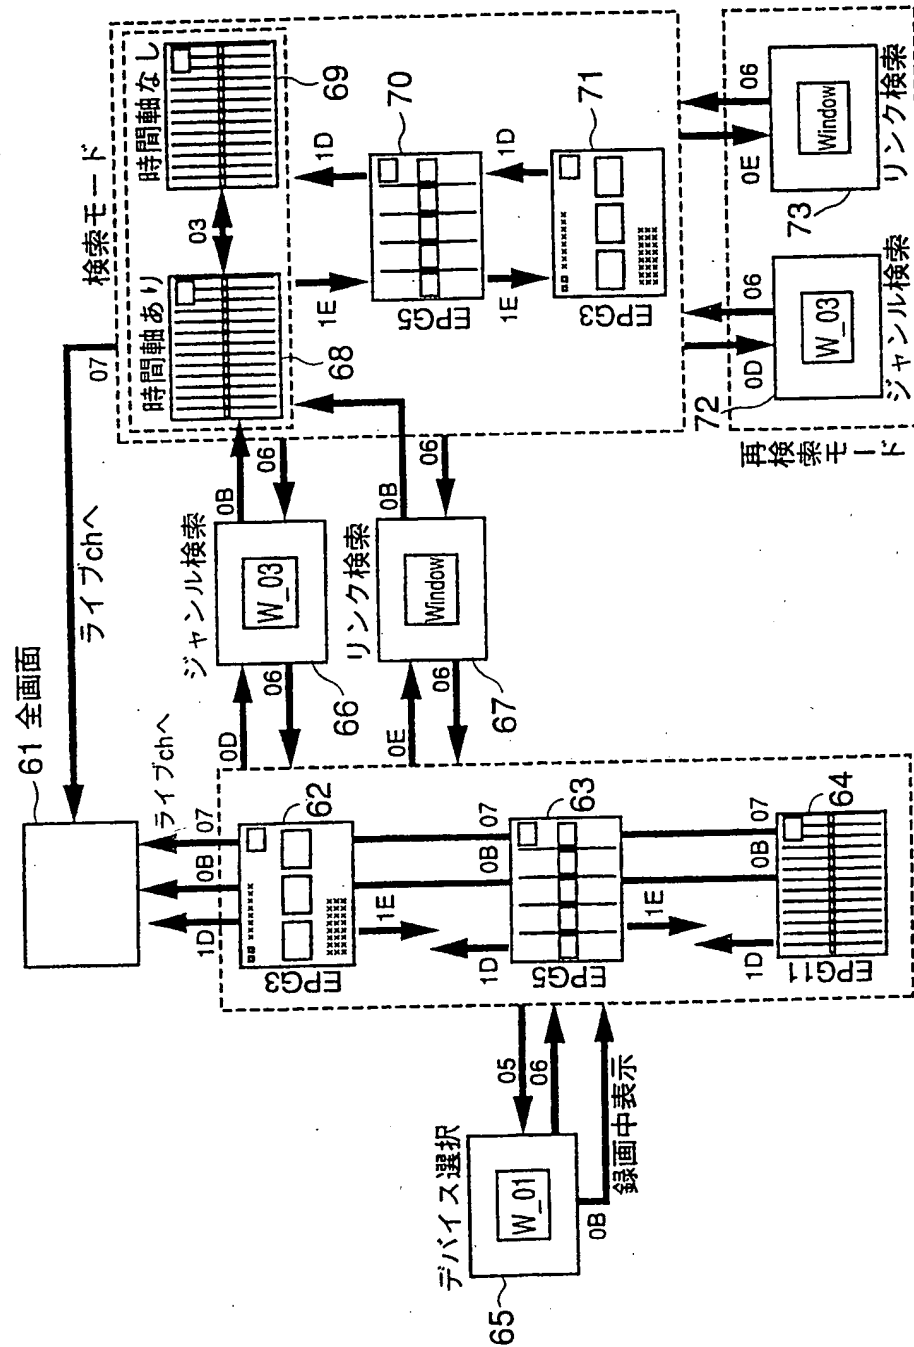 61 全画面
ライブchへ
07
ライブchへ
1D
0B
07
62
EPG3
1E
0B
07
63
1D
EPG5
1E
0B
07
64
1D
EPG11
デバイス選択
W_01
65
05
06
0B
録画中表示
0D
06
ジャンル検索
W_03
66
0B
06
0E
06
リンク検索
Window
67
0B
06
検索モード
時間軸あり
68
03
時間軸なし
69
1E
1D
70
EPG5
1E
1D
71
EPG3
再検索モード
0D
06
72
W_03
ジャンル検索
0E
06
73
Window
リンク検索